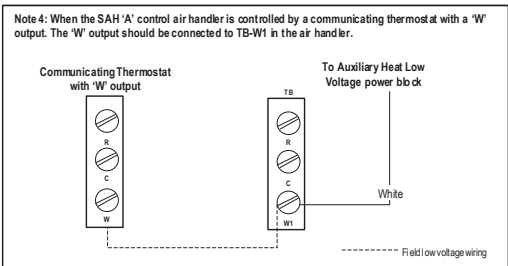 Note 4: When the SAH ‘A’ control air handler is controlled by a communicating thermostat with a ‘W’
output. The ‘W’ output should be connected to TB-W1 in the air handler.
Communicating Thermostat
with ‘W’ output
R
C
W
To Auxiliary Heat Low
Voltage power block
TB
R
C
W1
White
Field low voltage wiring